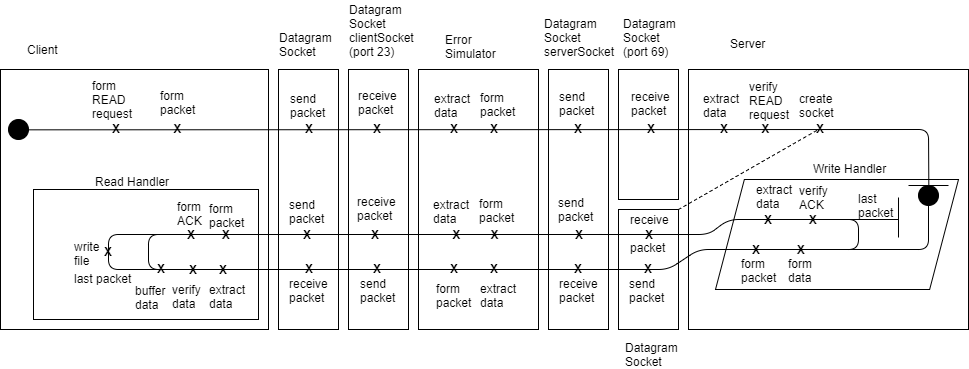 Client
Datagram
Socket
Datagram
Socket
clientSocket
(port 23)
Error
Simulator
Datagram
Socket
serverSocket
Datagram
Socket
(port 69)
Server
form
READ
request
form
packet
send
packet
receive
packet
extract
data
form
packet
send
packet
receive
packet
extract
data
verify
READ
request
create
socket
Read Handler
Write Handler
write
file
last packet
form
ACK
form
packet
send
packet
receive
packet
extract
data
form
packet
send
packet
receive
packet
extract
data
verify
ACK
last
packet
buffer
data
verify
data
extract
data
receive
packet
send
packet
form
packet
extract
data
receive
packet
send
packet
form
packet
form
data
Datagram
Socket